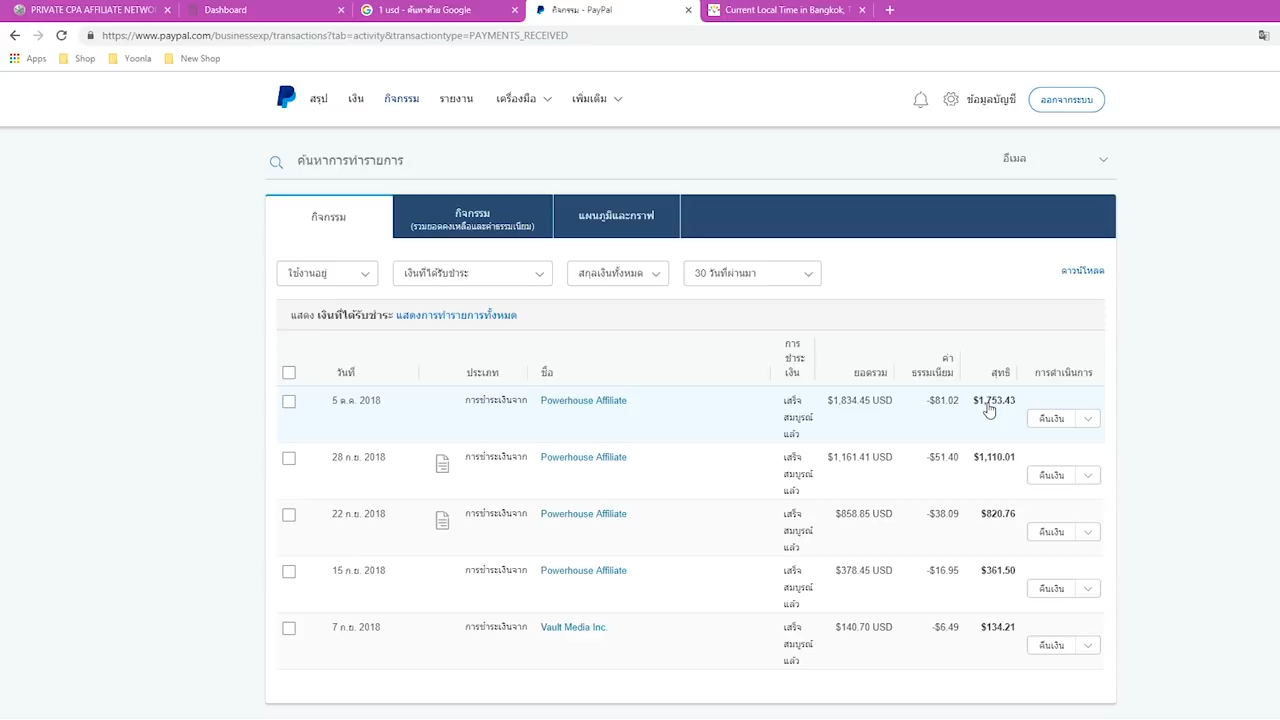 PRIVATE CPA AFFILIATE NETWOR
Dashboard
1 usd - ค้นหาด้วย Google
กิจกรรม - PayPal
Current Local Time in Bangkok, T
https://www.paypal.com/businessexp/transactions?tab=activity&transactiontype=PAYMENTS_RECEIVED
Apps Shop Yoonla New Shop
สรุป เงิน กิจกรรม รายงาน เครื่องมือ เพิ่มเติม ข้อมูลบัญชี ออกจากระบบ
ค้นหาการทำรายการ อีเมล
กิจกรรม
กิจกรรม
(รวมยอดคงเหลือและค่าธรรมเนียม)
แผนภูมิและกราฟ
ใช้งานอยู่ เงินที่ได้รับชำระ สกุลเงินทั้งหมด 30 วันที่ผ่านมา ดาวน์โหลด
แสดง เงินที่ได้รับชำระ แสดงการทำรายการทั้งหมด
วันที่ ประเภท ชื่อ
การ
ชำระ
เงิน
ยอดรวม
ค่า
ธรรมเนียม
สุทธิ การดำเนินการ
5 ต.ค. 2018 การชำระเงินจาก Powerhouse Affiliate เสร็จ $1,834.45 USD -$81.02 $1,753.43
สมบูรณ์ คืนเงิน
แล้ว
28 ก.ย. 2018 การชำระเงินจาก Powerhouse Affiliate เสร็จ $1,161.41 USD -$51.40 $1,110.01
สมบูรณ์ คืนเงิน
แล้ว
22 ก.ย. 2018 การชำระเงินจาก Powerhouse Affiliate เสร็จ $858.85 USD -$38.09 $820.76
สมบูรณ์ คืนเงิน
แล้ว
15 ก.ย. 2018 การชำระเงินจาก Powerhouse Affiliate เสร็จ $378.45 USD -$16.95 $361.50
สมบูรณ์ คืนเงิน
แล้ว
7 ก.ย. 2018 การชำระเงินจาก Vault Media Inc. เสร็จ $140.70 USD -$6.49 $134.21
สมบูรณ์ คืนเงิน
แล้ว